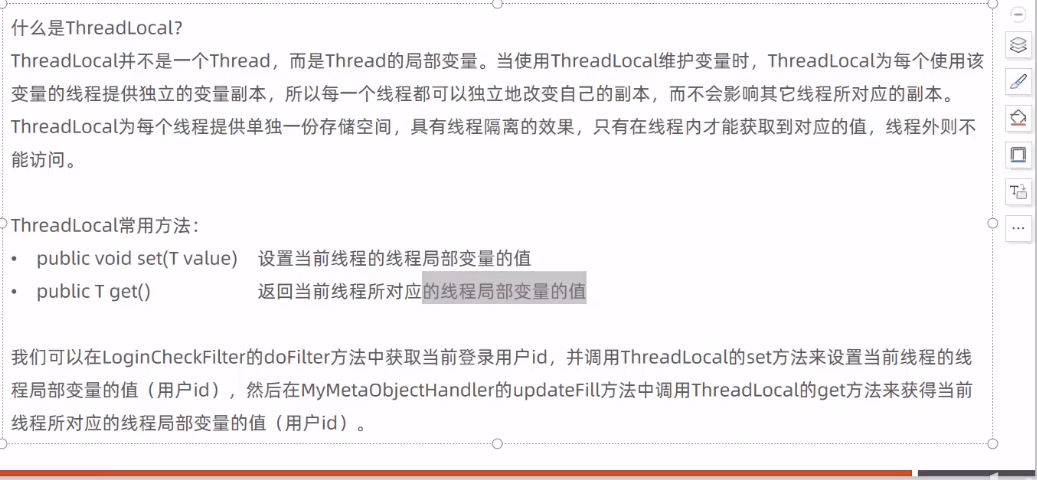 什么是ThreadLocal?
ThreadLocal并不是一个Thread，而是Thread的局部变量。当使用ThreadLocal维护变量时，ThreadLocal为每个使用该
变量的线程提供独立的变量副本，所以每一个线程都可以独立地改变自己的副本，而不会影响其它线程所对应的副本。
ThreadLocal为每个线程提供单独一份存储空间，具有线程隔离的效果，只有在线程内才能获取到对应的值，线程外则不
能访问。
ThreadLocal常用方法：
• public void set(T value) 设置当前线程的线程局部变量的值
• public T get() 返回当前线程所对应的线程局部变量的值
我们可以在LoginCheckFilter的doFilter方法中获取当前登录用户id，并调用ThreadLocal的set方法来设置当前线程的线
程局部变量的值（用户id），然后在MyMetaObjectHandler的updateFill方法中调用ThreadLocal的get方法来获得当前
线程所对应的线程局部变量的值（用户id）。